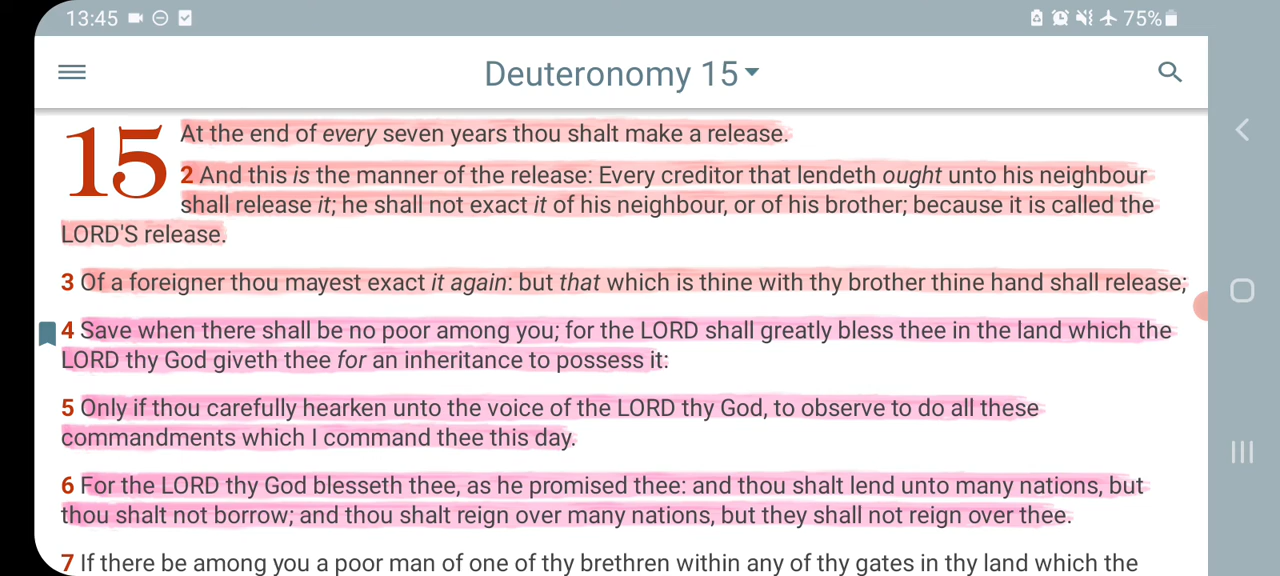 13:45
75%
Deuteronomy 15
15 At the end of every seven years thou shalt make a release.
2 And this is the manner of the release: Every creditor that lendeth ought unto his neighbour
shall release it; he shall not exact it of his neighbour, or of his brother; because it is called the
LORD'S release.
3 Of a foreigner thou mayest exact it again: but that which is thine with thy brother thine hand shall release;
4 Save when there shall be no poor among you; for the LORD shall greatly bless thee in the land which the
LORD thy God giveth thee for an inheritance to possess it:
5 Only if thou carefully hearken unto the voice of the LORD thy God, to observe to do all these
commandments which I command thee this day.
6 For the LORD thy God blesseth thee, as he promised thee: and thou shalt lend unto many nations, but
thou shalt not borrow; and thou shalt reign over many nations, but they shall not reign over thee.
7 If there be among you a poor man of one of thy brethren within any of thy gates in thy land which the